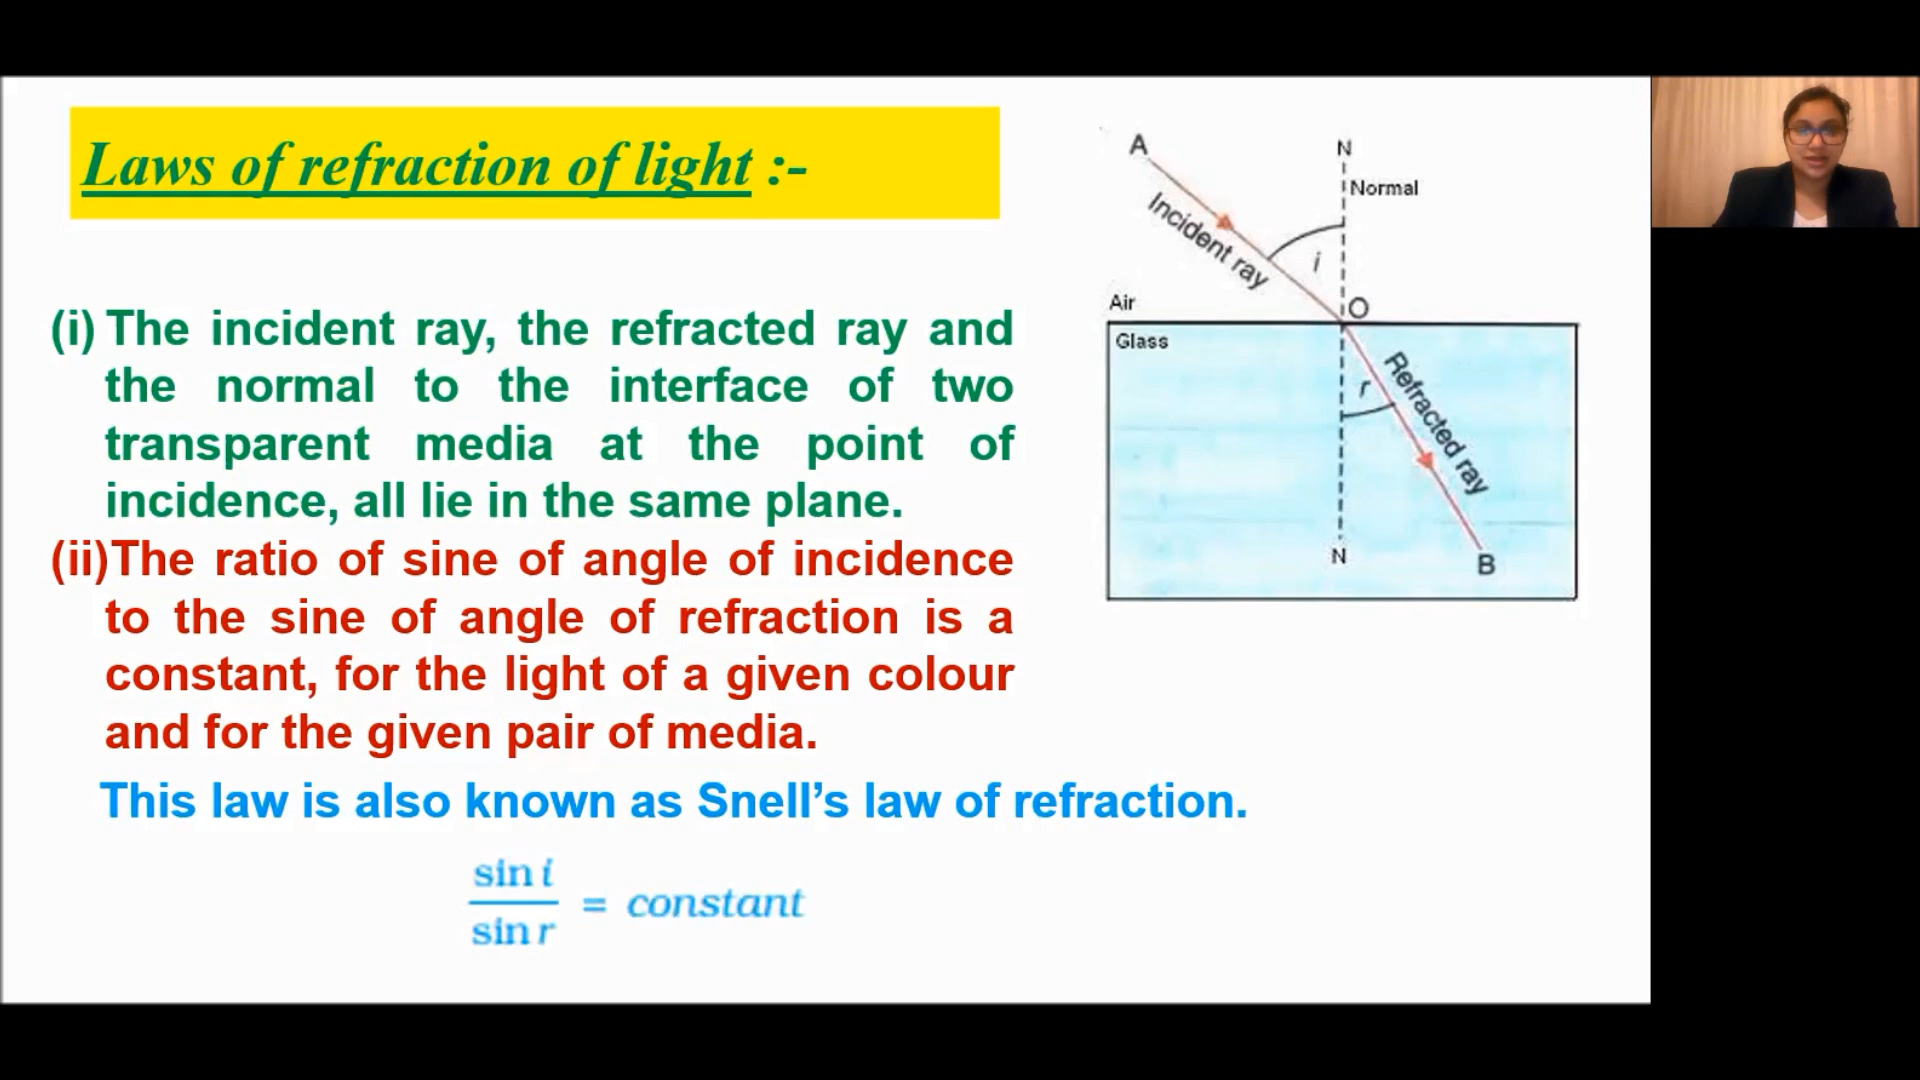 Laws of refraction of light :-
(i) The incident ray, the refracted ray and
the normal to the interface of two
transparent media at the point of
incidence, all lie in the same plane.
(ii)The ratio of sine of angle of incidence
to the sine of angle of refraction is a
constant, for the light of a given colour
and for the given pair of media.
This law is also known as Snell’s law of refraction.
sin i
sin r
= constant
A
N
Normal
Incident ray
i
Air
O
Glass
r
Refracted ray
N
B